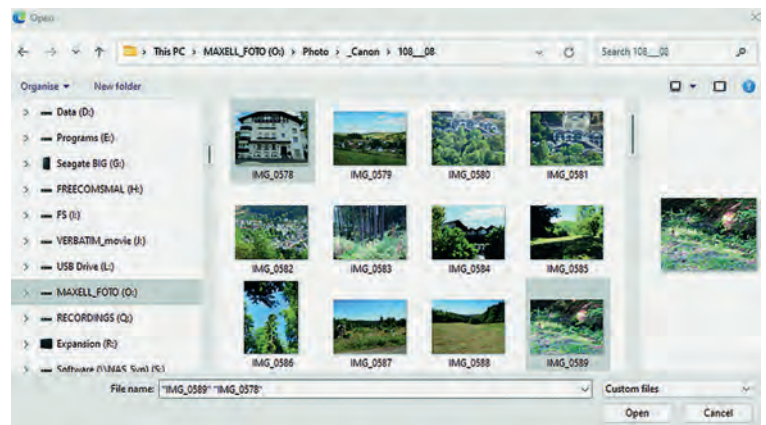 Open
This PC > MAXELL_FOTO (O:) > Photo > _Canon > 108__08
Search 108__08
Organise
New folder
> Data (D:)
> Programs (E:)
> Seagate BIG (G:)
> FREECOMSMAL (H:)
> FS (I:)
> VERBATIM_movie (J:)
> USB Drive (L:)
> MAXELL_FOTO (O:)
> RECORDINGS (Q:)
> Expansion (R:)
> Software (\\NAS_Syn) (S:)
IMG_0578 IMG_0579 IMG_0580 IMG_0581
IMG_0582 IMG_0583 IMG_0584 IMG_0585
IMG_0586 IMG_0587 IMG_0588 IMG_0589
File name: "IMG_0589" "IMG_0578"
Custom files
Open Cancel